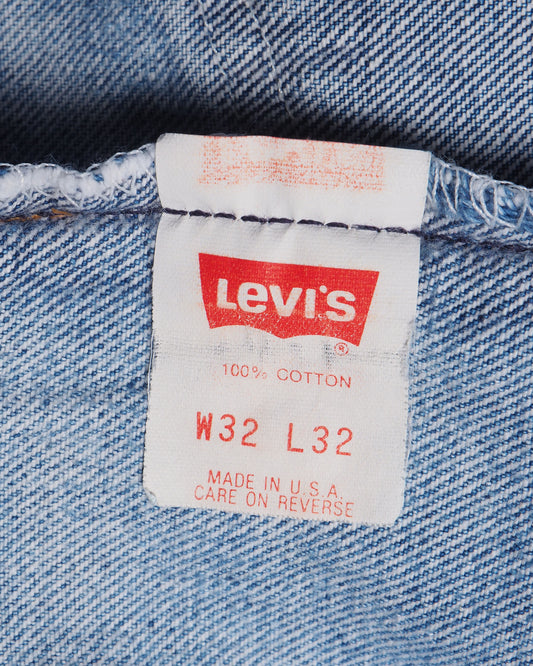 Levi's
®
100% COTTON
W32 L32
MADE IN U.S.A.
CARE ON REVERSE